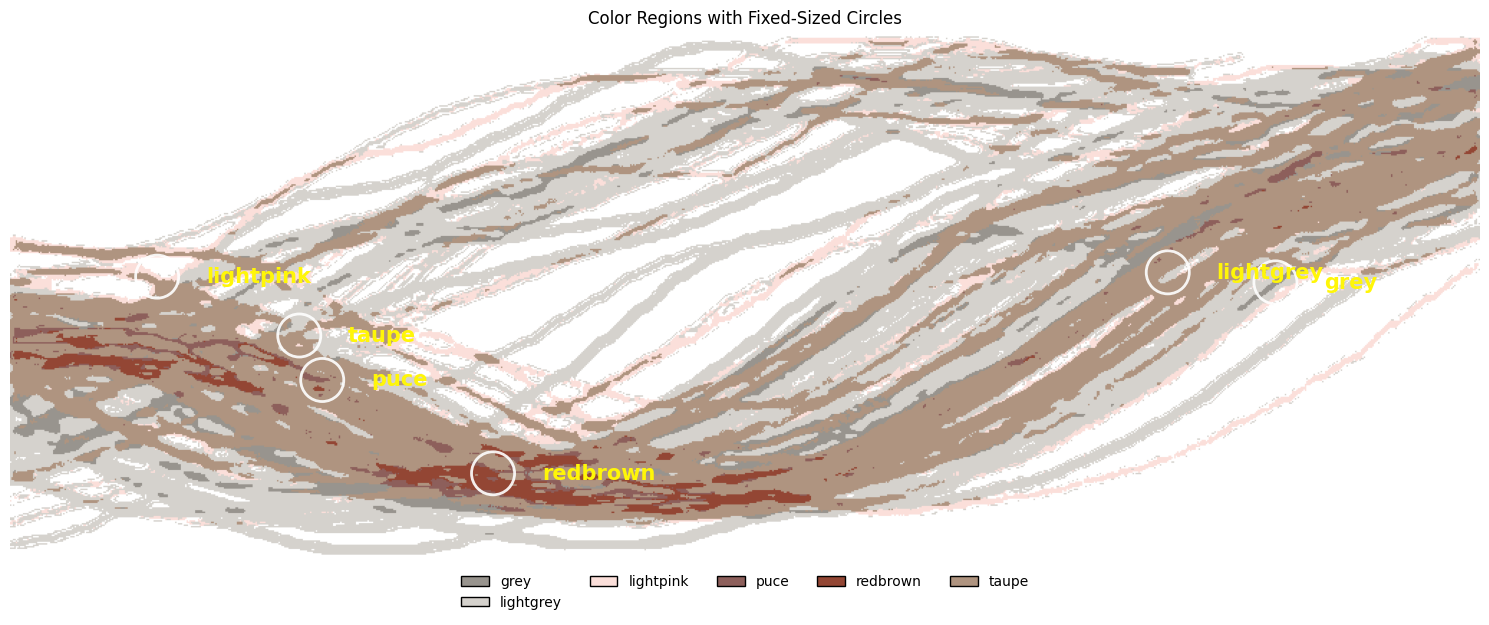 Color Regions with Fixed-Sized Circles
lightpink
lightgrey
grey
taupe
puce
redbrown
grey
lightpink
puce
redbrown
taupe
lightgrey